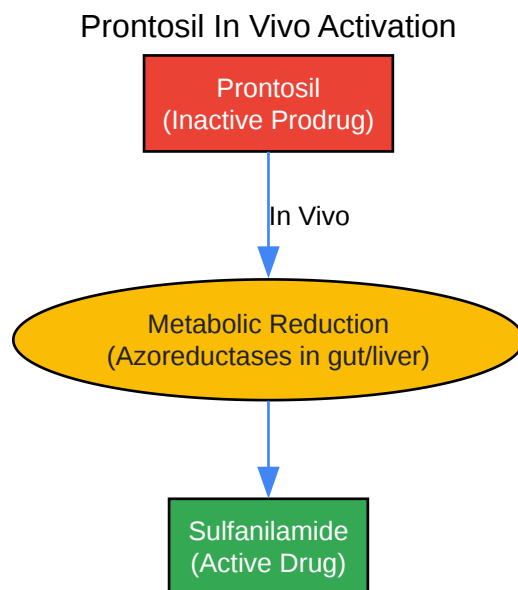 Prontosil In Vivo Activation
Prontosil
(Inactive Prodrug)
In Vivo
Metabolic Reduction
(Azoreductases in gut/liver)
Sulfanilamide
(Active Drug)